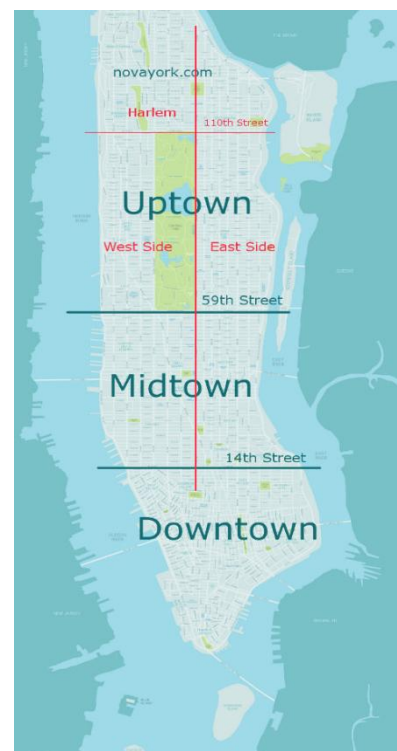 novayork.com
Harlem
110th Street
Uptown
West Side
East Side
59th Street
Midtown
14th Street
Downtown